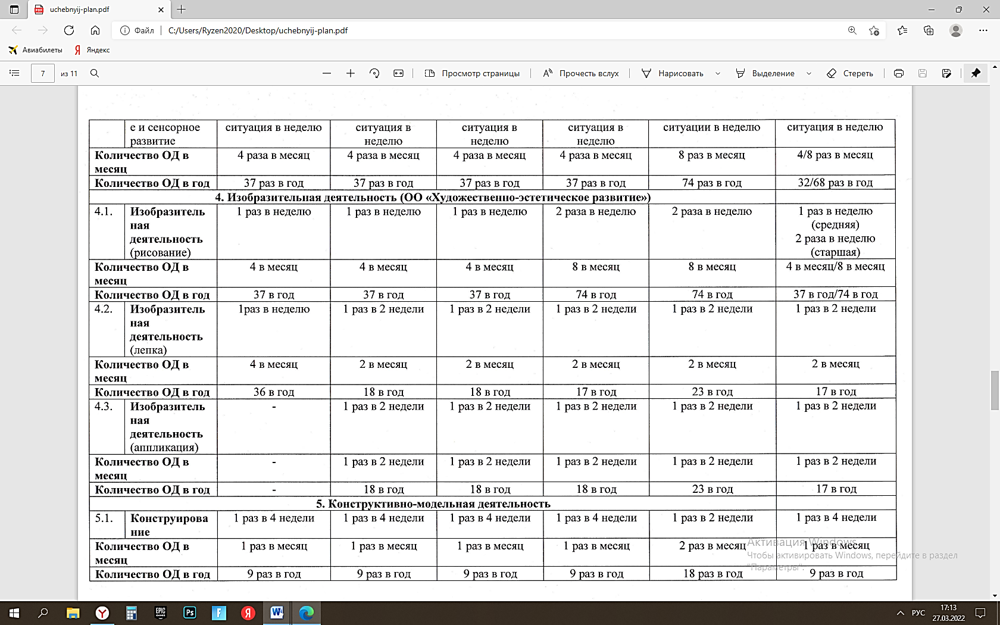 uchebnyij-plan.pdf
Файл C:/Users/Ryzen2020/Desktop/uchebnyij-plan.pdf
Авиабилеты Яндекс
7 из 11 Просмотр страницы Прочесть вслух Нарисовать Выделение Стереть
е и сенсорное ситуация в неделю ситуация в ситуация в ситуация в ситуации в неделю ситуация в неделю
развитие неделю неделю неделю
Количество ОД в 4 раза в месяц 4 раза в месяц 4 раза в месяц 4 раза в месяц 8 раз в месяц 4/8 раз в месяц
месяц
Количество ОД в год 37 раз в год 37 раз в год 37 раз в год 37 раз в год 74 раз в год 32/68 раз в год
4. Изобразительная деятельность (ОО «Художественно-эстетическое развитие»)
4.1. Изобразитель 1 раз в неделю 1 раз в неделю 1 раз в неделю 2 раза в неделю 2 раза в неделю 1 раз в неделю
ная (средняя)
деятельность 2 раза в неделю
(рисование) (старшая)
Количество ОД в 4 в месяц 4 в месяц 4 в месяц 8 в месяц 8 в месяц 4 в месяц/8 в месяц
месяц
Количество ОД в год 37 в год 37 в год 37 в год 74 в год 74 в год 37 в год/74 в год
4.2. Изобразитель 1раз в неделю 1 раз в 2 недели 1 раз в 2 недели 1 раз в 2 недели 1 раз в 2 недели 1 раз в 2 недели
ная
деятельность
(лепка)
Количество ОД в 4 в месяц 2 в месяц 2 в месяц 2 в месяц 2 в месяц 2 в месяц
месяц
Количество ОД в год 36 в год 18 в год 18 в год 17 в год 23 в год 17 в год
4.3. Изобразитель - 1 раз в 2 недели 1 раз в 2 недели 1 раз в 2 недели 1 раз в 2 недели 1 раз в 2 недели
ная
деятельность
(аппликация)
Количество ОД в - 1 раз в 2 недели 1 раз в 2 недели 1 раз в 2 недели 1 раз в 2 недели 1 раз в 2 недели
месяц
Количество ОД в год - 18 в год 18 в год 18 в год 23 в год 17 в год
5. Конструктивно-модельная деятельность
5.1. Конструирова 1 раз в 4 недели 1 раз в 4 недели 1 раз в 4 недели 1 раз в 4 недели 1 раз в 2 недели 1 раз в 4 недели
ние
Количество ОД в 1 раз в месяц 1 раз в месяц 1 раз в месяц 1 раз в месяц 2 раз в месяц 1 раз в месяц
месяц
Количество ОД в год 9 раз в год 9 раз в год 9 раз в год 9 раз в год 18 раз в год 9 раз в год
Активация Windows
Чтобы активировать Windows, перейдите в раздел
"Параметры".
EPIC GAMES Ps F Я W РУС 17:13
27.03.2022